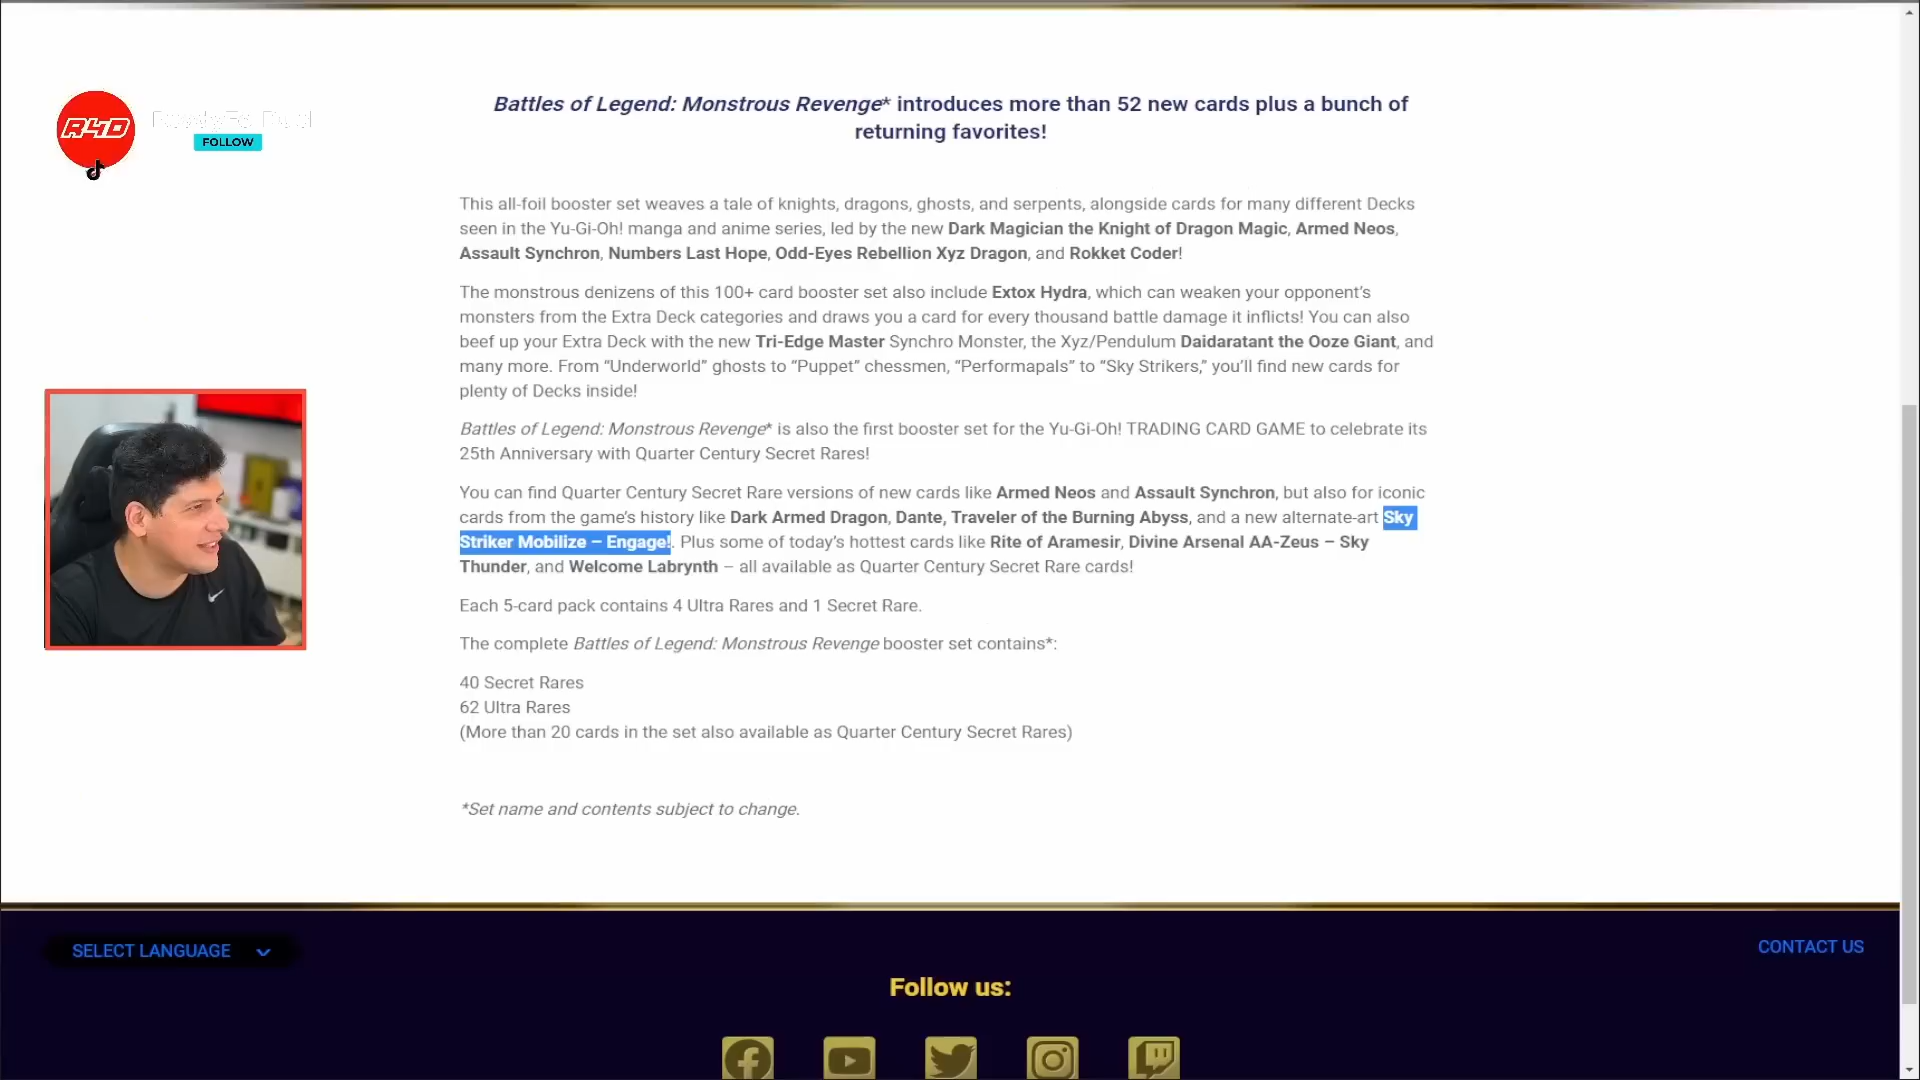 Battles of Legend: Monstrous Revenge* introduces more than 52 new cards plus a bunch of
returning favorites!
R4D
FOLLOW
This all-foil booster set weaves a tale of knights, dragons, ghosts, and serpents, alongside cards for many different Decks
seen in the Yu-Gi-Oh! manga and anime series, led by the new Dark Magician the Knight of Dragon Magic, Armed Neos,
Assault Synchron, Numbers Last Hope, Odd-Eyes Rebellion Xyz Dragon, and Rokket Coder!
The monstrous denizens of this 100+ card booster set also include Extox Hydra, which can weaken your opponent's
monsters from the Extra Deck categories and draws you a card for every thousand battle damage it inflicts! You can also
beef up your Extra Deck with the new Tri-Edge Master Synchro Monster, the Xyz/Pendulum Daidaratant the Ooze Giant, and
many more. From “Underworld” ghosts to “Puppet” chessmen, “Performapals” to “Sky Strikers,” you'll find new cards for
plenty of Decks inside!
Battles of Legend: Monstrous Revenge* is also the first booster set for the Yu-Gi-Oh! TRADING CARD GAME to celebrate its
25th Anniversary with Quarter Century Secret Rares!
You can find Quarter Century Secret Rare versions of new cards like Armed Neos and Assault Synchron, but also for iconic
cards from the game's history like Dark Armed Dragon, Dante, Traveler of the Burning Abyss, and a new alternate-art Sky
Striker Mobilize – Engage!. Plus some of today's hottest cards like Rite of Aramesir, Divine Arsenal AA-Zeus – Sky
Thunder, and Welcome Labrynth – all available as Quarter Century Secret Rare cards!
Each 5-card pack contains 4 Ultra Rares and 1 Secret Rare.
The complete Battles of Legend: Monstrous Revenge booster set contains*:
40 Secret Rares
62 Ultra Rares
(More than 20 cards in the set also available as Quarter Century Secret Rares)
*Set name and contents subject to change.
SELECT LANGUAGE
CONTACT US
Follow us: